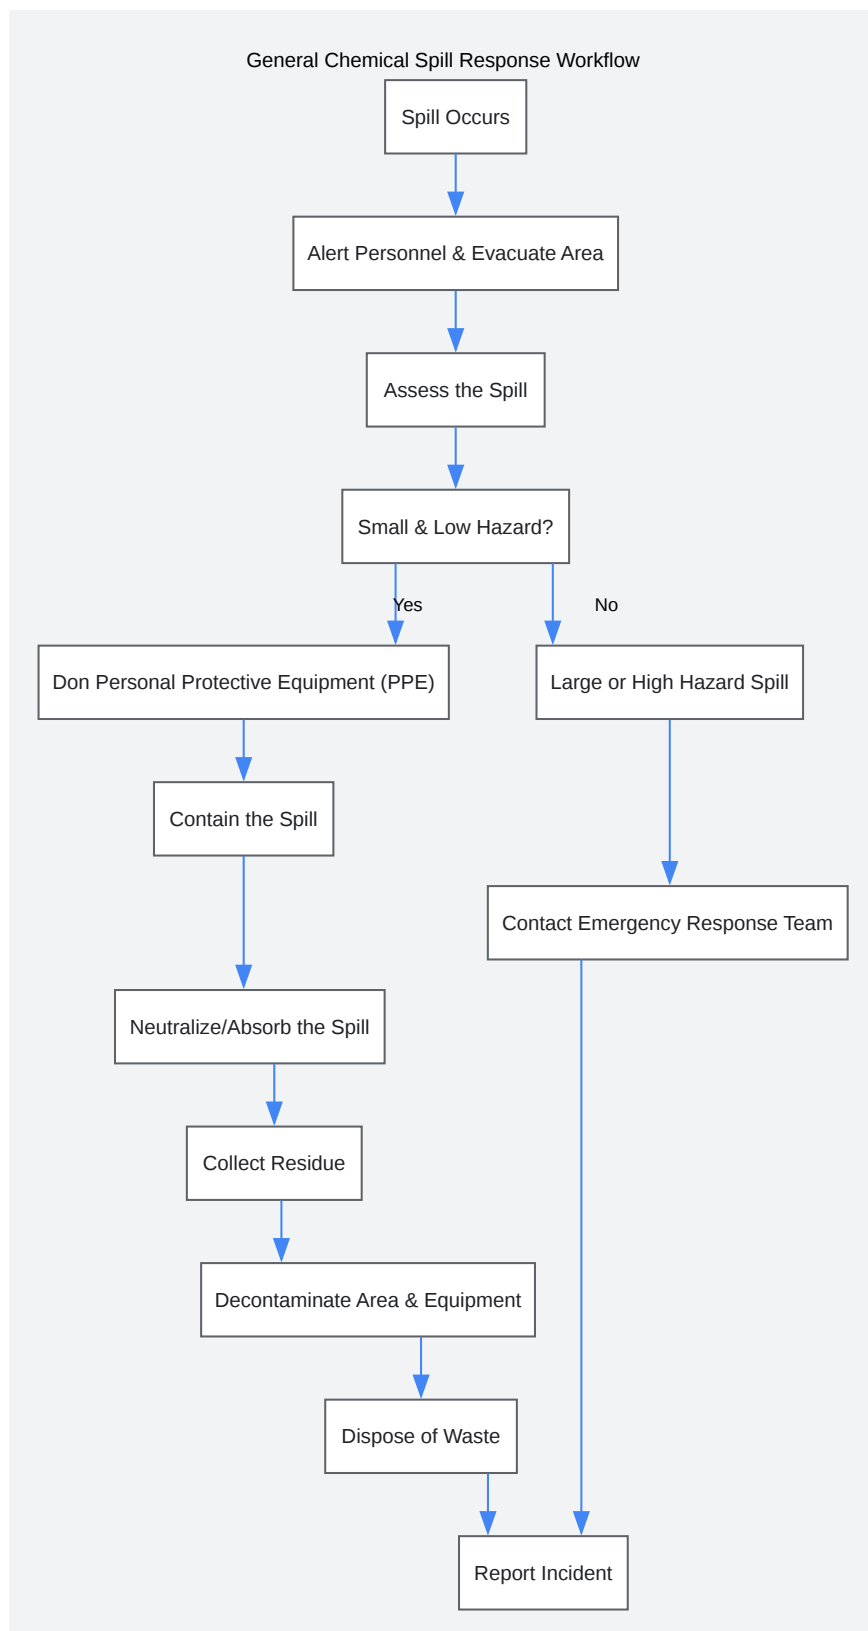 General Chemical Spill Response Workflow
Spill Occurs
Alert Personnel & Evacuate Area
Assess the Spill
Small & Low Hazard?
Yes
No
Don Personal Protective Equipment (PPE)
Large or High Hazard Spill
Contain the Spill
Contact Emergency Response Team
Neutralize/Absorb the Spill
Collect Residue
Decontaminate Area & Equipment
Dispose of Waste
Report Incident